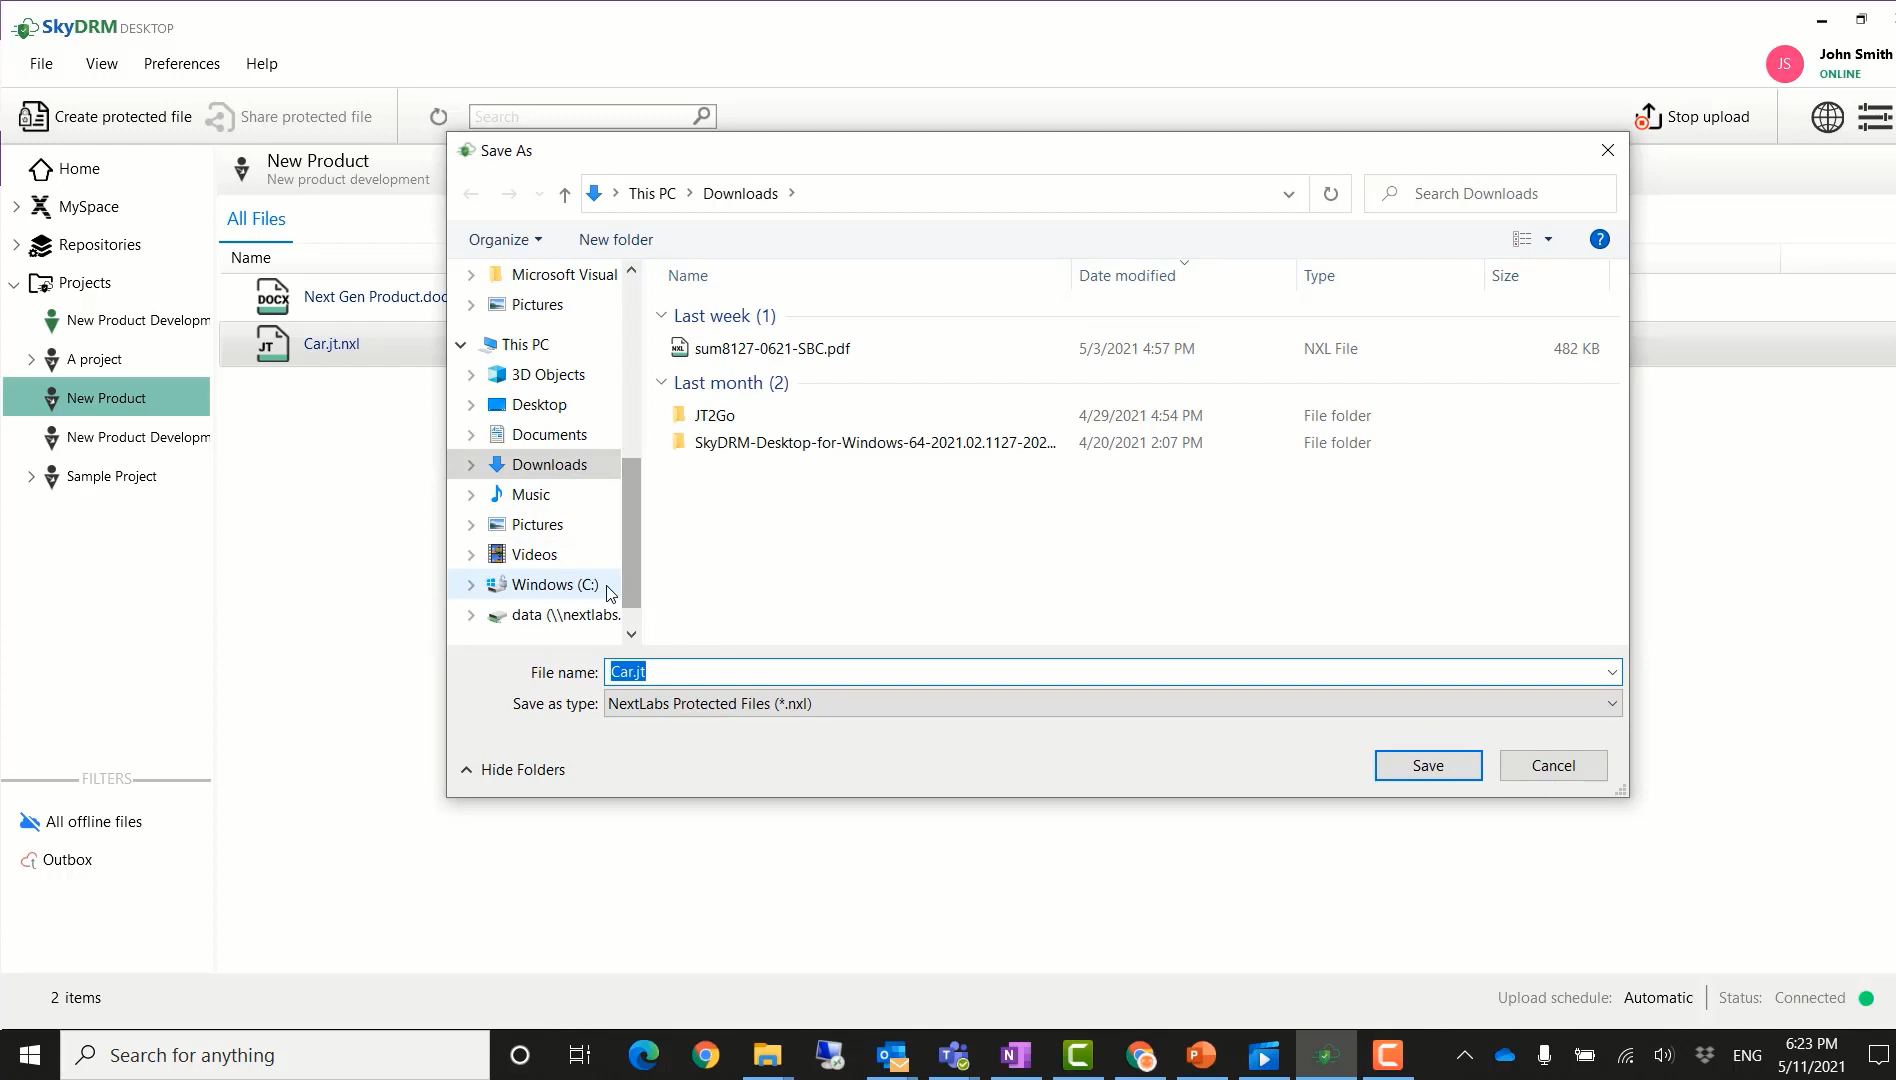 SkyDRM DESKTOP
File View Preferences Help
John Smith
JS
ONLINE
Create protected file Share protected file Search Stop upload
Home
MySpace
Repositories
Projects
New Product Developm
A project
New Product
New Product Developm
Sample Project
FILTERS
All offline files
Outbox
New Product
New product development
All Files
Name
DOCX Next Gen Product.doc
JT Car.jt.nxl
Save As
This PC Downloads Search Downloads
Organize New folder ?
Microsoft Visual
Pictures
This PC
3D Objects
Desktop
Documents
Downloads
Music
Pictures
Videos
Windows (C:)
data (\\nextlabs.
Name Date modified Type Size
Last week (1)
NXL sum8127-0621-SBC.pdf 5/3/2021 4:57 PM NXL File 482 KB
Last month (2)
JT2Go 4/29/2021 4:54 PM File folder
SkyDRM-Desktop-for-Windows-64-2021.02.1127-202... 4/20/2021 2:07 PM File folder
File name: Car.jt
Save as type: NextLabs Protected Files (*.nxl)
Hide Folders Save Cancel
2 items Upload schedule: Automatic Status: Connected
Search for anything ENG 6:23 PM
5/11/2021